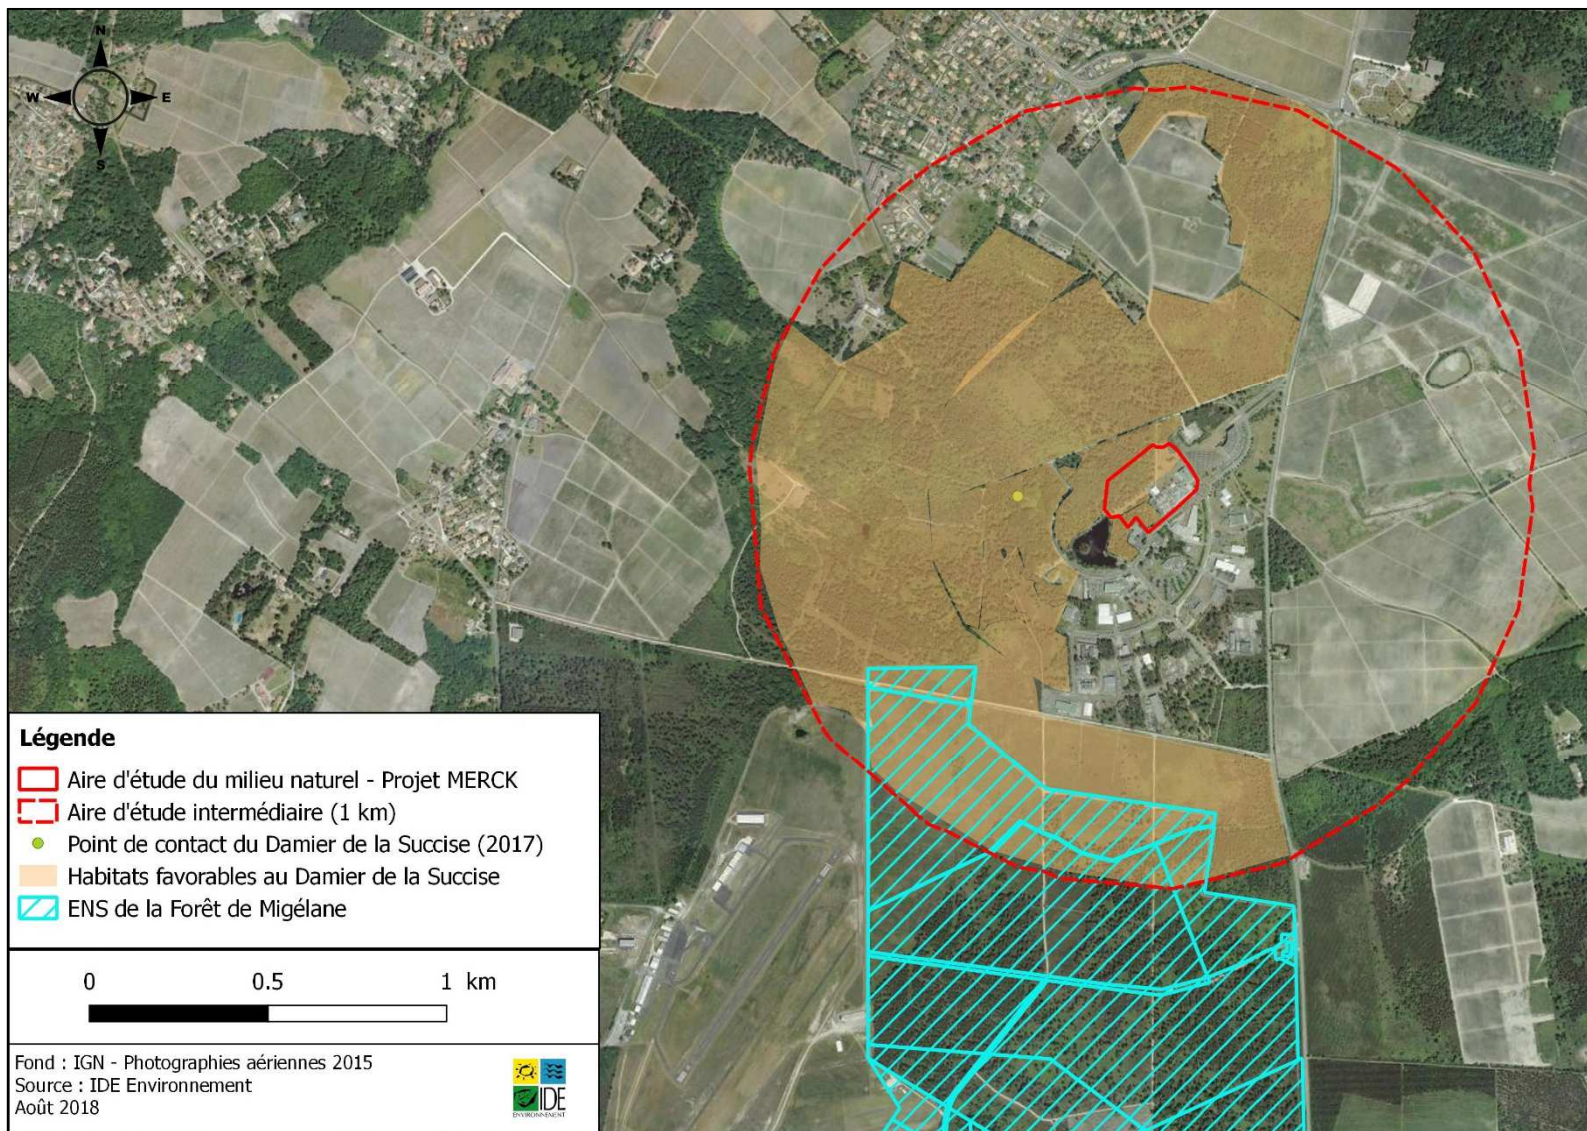 N
W
E
S
Légende
Aire d'étude du milieu naturel - Projet MERCK
Aire d'étude intermédiaire (1 km)
Point de contact du Damier de la Succise (2017)
Habitats favorables au Damier de la Succise
ENS de la Forêt de Migélane
0 0.5 1 km
Fond : IGN - Photographies aériennes 2015
Source : IDE Environnement
Août 2018
IDE
ENVIRONNEMENT